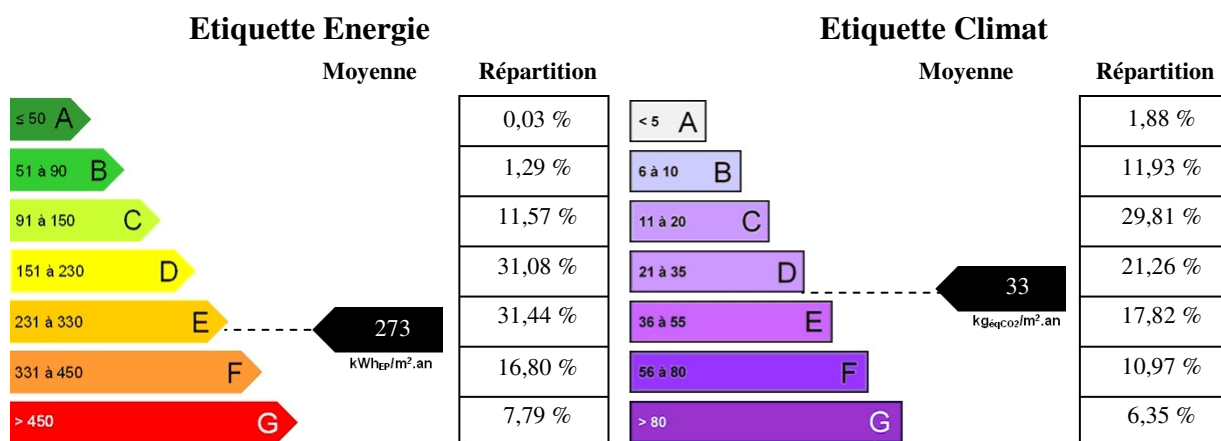 Etiquette Energie
Moyenne Répartition
≤ 50 A 0,03 %
51 à 90 B 1,29 %
91 à 150 C 11,57 %
151 à 230 D 31,08 %
231 à 330 E 273 31,44 %
kWhEP/m².an
331 à 450 F 16,80 %
> 450 G 7,79 %
Etiquette Climat
Moyenne Répartition
< 5 A 1,88 %
6 à 10 B 11,93 %
11 à 20 C 29,81 %
21 à 35 D 33 21,26 %
kgéqCO2/m².an
36 à 55 E 17,82 %
56 à 80 F 10,97 %
> 80 G 6,35 %